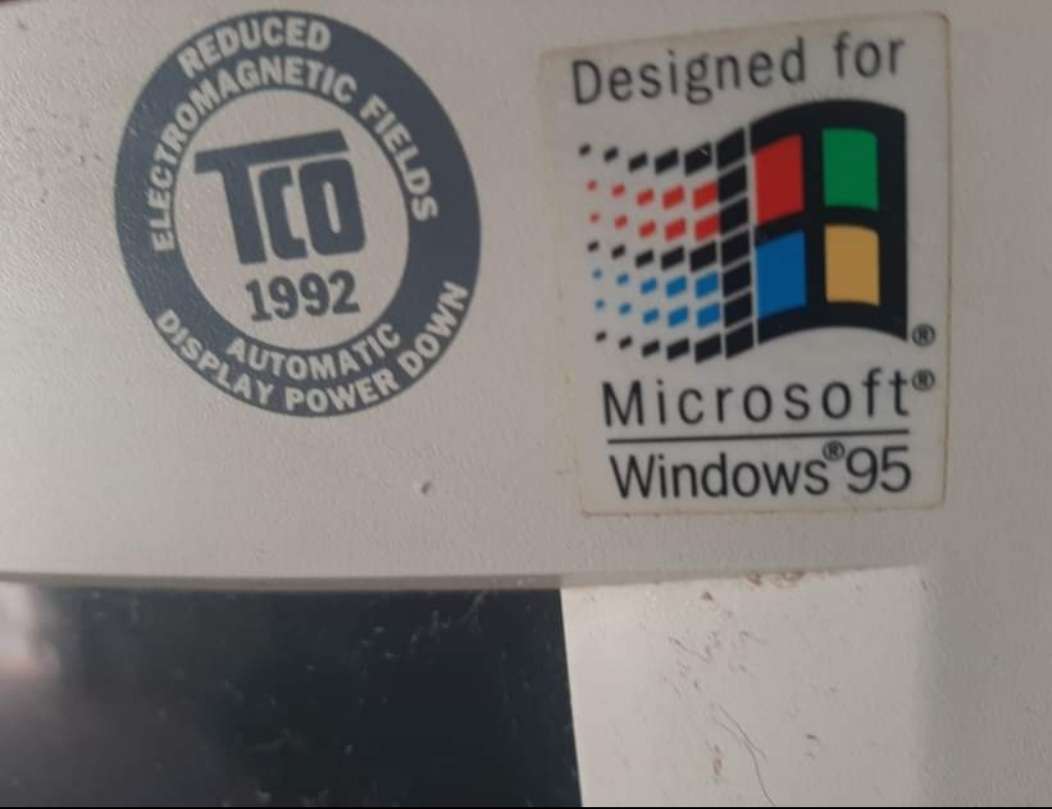 REDUCED
ELECTROMAGNETIC FIELDS
TCO
1992
AUTOMATIC
DISPLAY POWER DOWN
Designed for
®
Microsoft®
Windows®95